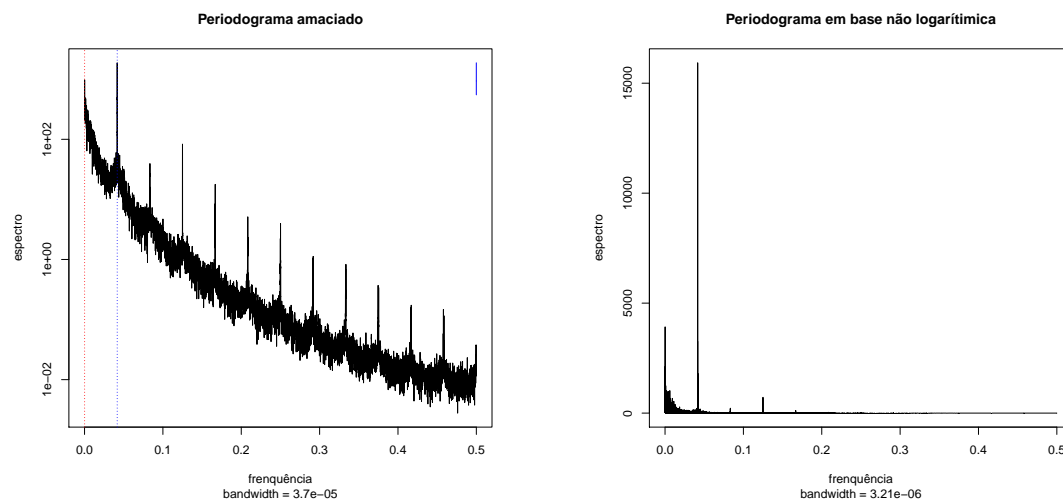 Periodograma amaciado
1e+02
1e+00
1e−02
espectro
0.0 0.1 0.2 0.3 0.4 0.5
frenquência
bandwidth = 3.7e−05
Periodograma em base não logarítimica
15000
10000
5000
0
espectro
0.0 0.1 0.2 0.3 0.4 0.5
frenquência
bandwidth = 3.21e−06